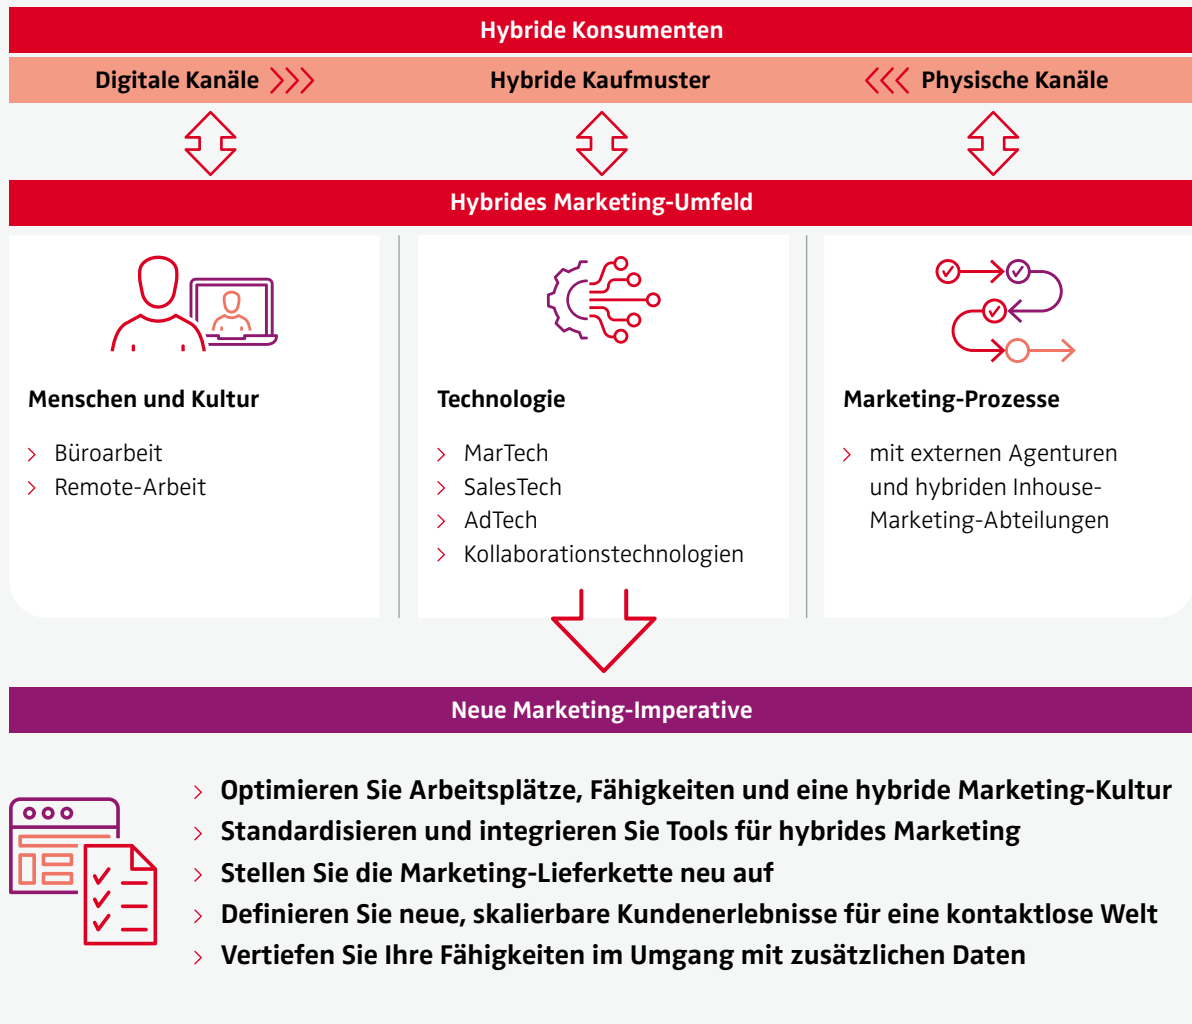 Hybride Konsumenten
Digitale Kanäle
Hybride Kaufmuster
Physische Kanäle
Hybrides Marketing-Umfeld
Menschen und Kultur
Büroarbeit
Remote-Arbeit
Technologie
MarTech
SalesTech
AdTech
Kollaborationstechnologien
Marketing-Prozesse
mit externen Agenturen
und hybriden Inhouse-
Marketing-Abteilungen
Neue Marketing-Imperative
Optimieren Sie Arbeitsplätze, Fähigkeiten und eine hybride Marketing-Kultur
Standardisieren und integrieren Sie Tools für hybrides Marketing
Stellen Sie die Marketing-Lieferkette neu auf
Definieren Sie neue, skalierbare Kundenerlebnisse für eine kontaktlose Welt
Vertiefen Sie Ihre Fähigkeiten im Umgang mit zusätzlichen Daten